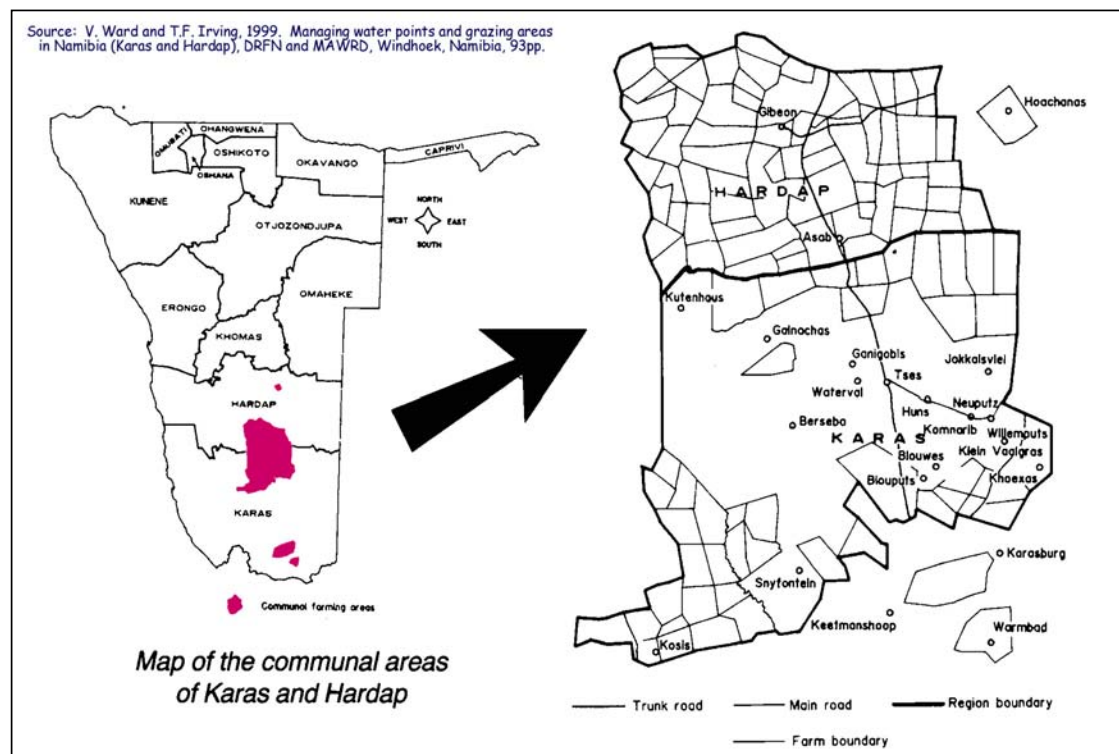 Source: V. Ward and T.F. Irving, 1999. Managing water points and grazing areas
in Namibia (Karas and Hardap), DRFN and MAWRD, Windhoek, Namibia, 93pp.
OHANGWENA
OMUSATI
OSHIKOTO
OSHANA
OKAVANGO
CAPRIVI
KUNENE
OTJOZONDJUPA
NORTH
WEST
EAST
SOUTH
ERONGO
OMAHEKE
KHOMAS
HARDAP
KARAS
Communal farming areas
Map of the communal areas
of Karas and Hardap
Hoachanas
Gibeon
HARDAP
Asab
Kutenhous
Gainachas
Ganigobis
Jakkalsvlei
Tses
Waterval
Huns
Neuputz
Berseba
Komnarib
Willemouts
KARAS
Klein Vaalgras
Blouwes
Blouputs
Khoexas
Karasburg
Snyfontein
Keetmanshoop
Warmbad
Kosis
Trunk road
Main road
Region boundary
Farm boundary